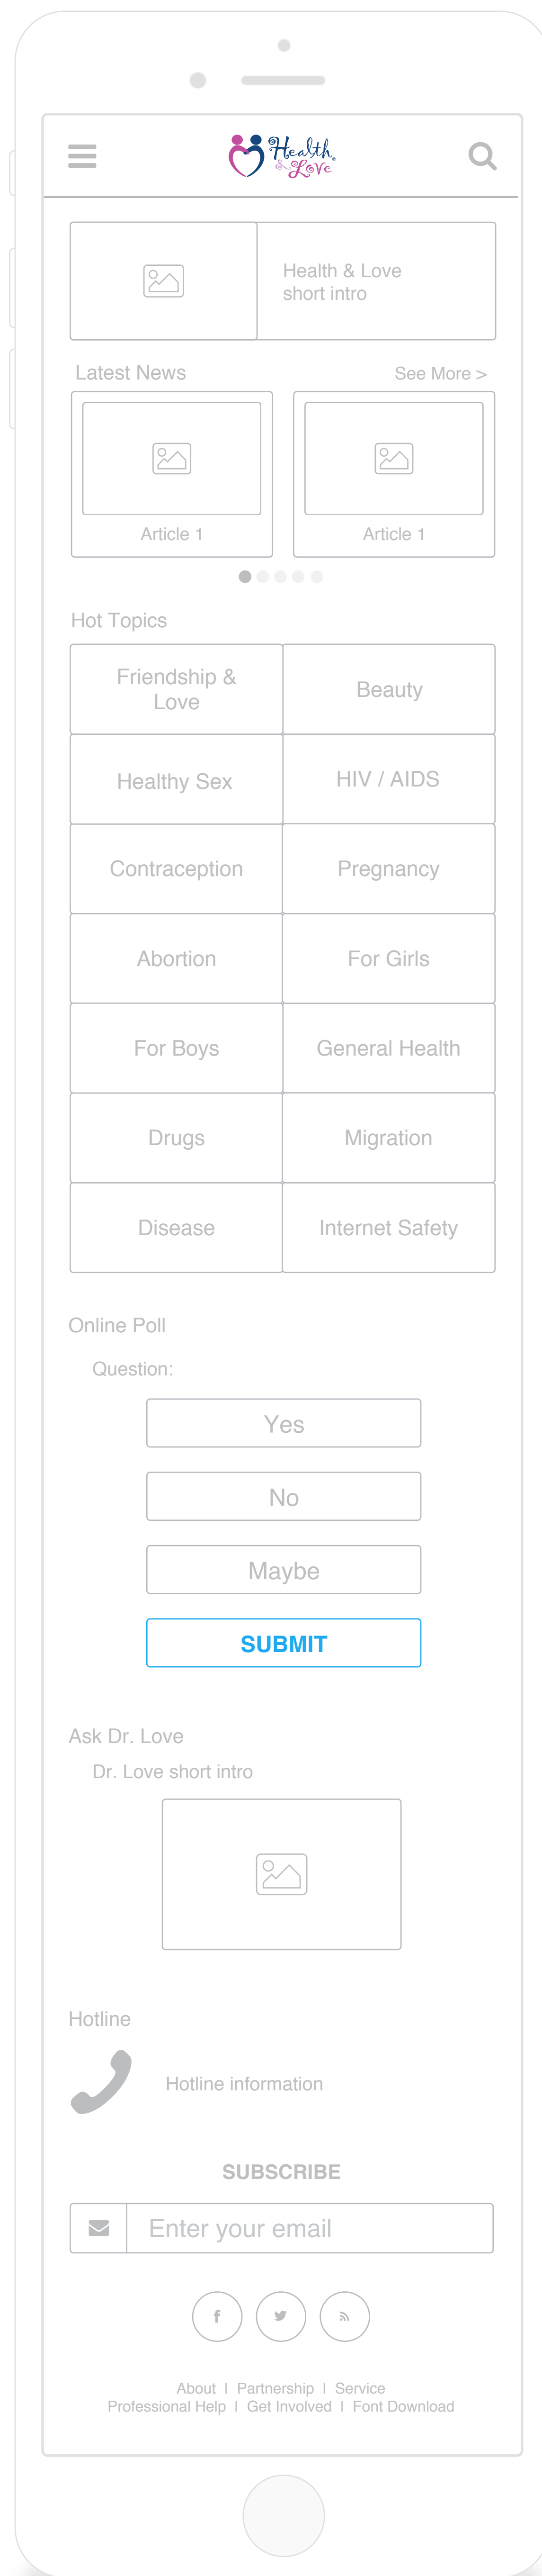 Health
& Love
Health & Love
short intro
Latest News
See More >
Article 1
Article 1
Hot Topics
Friendship &
Love
Beauty
Healthy Sex
HIV / AIDS
Contraception
Pregnancy
Abortion
For Girls
For Boys
General Health
Drugs
Migration
Disease
Internet Safety
Online Poll
Question:
Yes
No
Maybe
SUBMIT
Ask Dr. Love
Dr. Love short intro
Hotline
Hotline information
SUBSCRIBE
Enter your email
About | Partnership | Service
Professional Help | Get Involved | Font Download